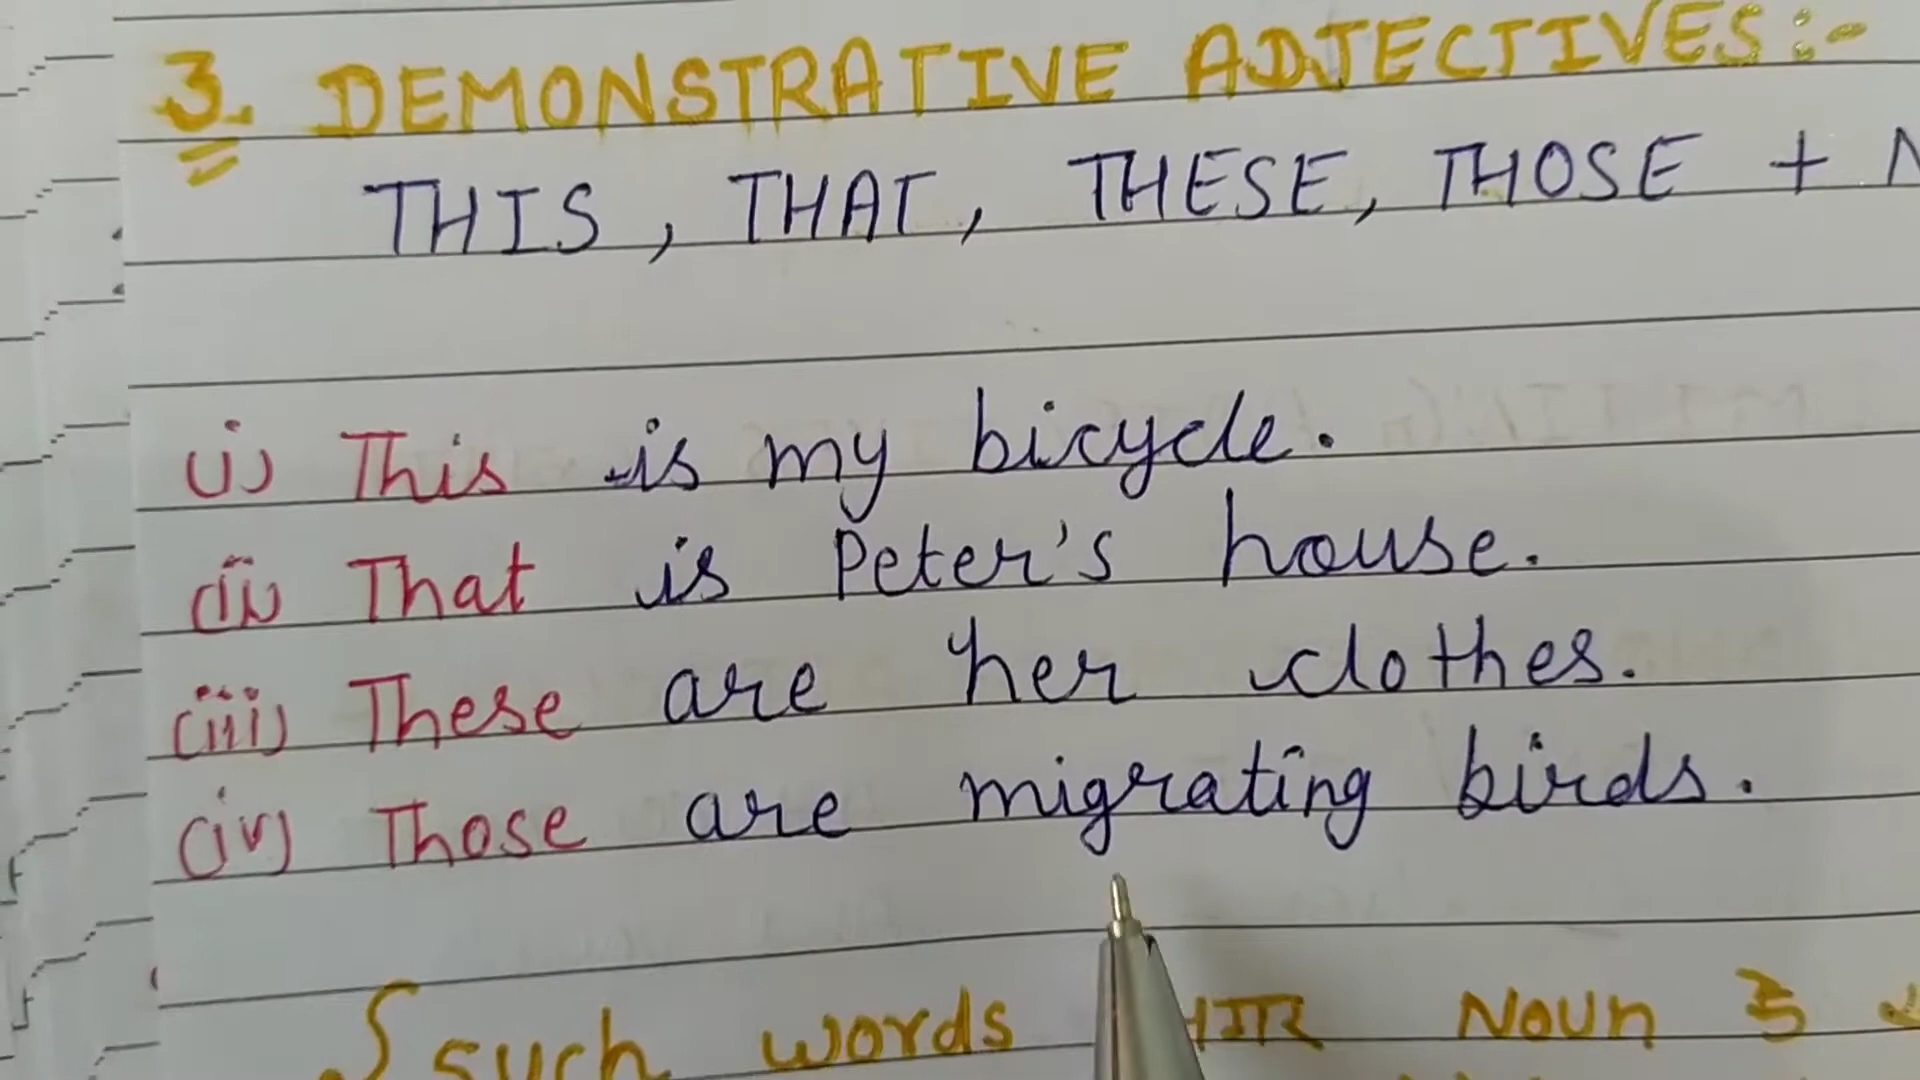 3. DEMONSTRATIVE ADJECTIVES:-
THIS, THAT, THESE, THOSE +
(i) This is my bicycle.
(ii) That is Peter's house.
(iii) These are her clothes.
(iv) Those are migrating birds.
such words Noun के